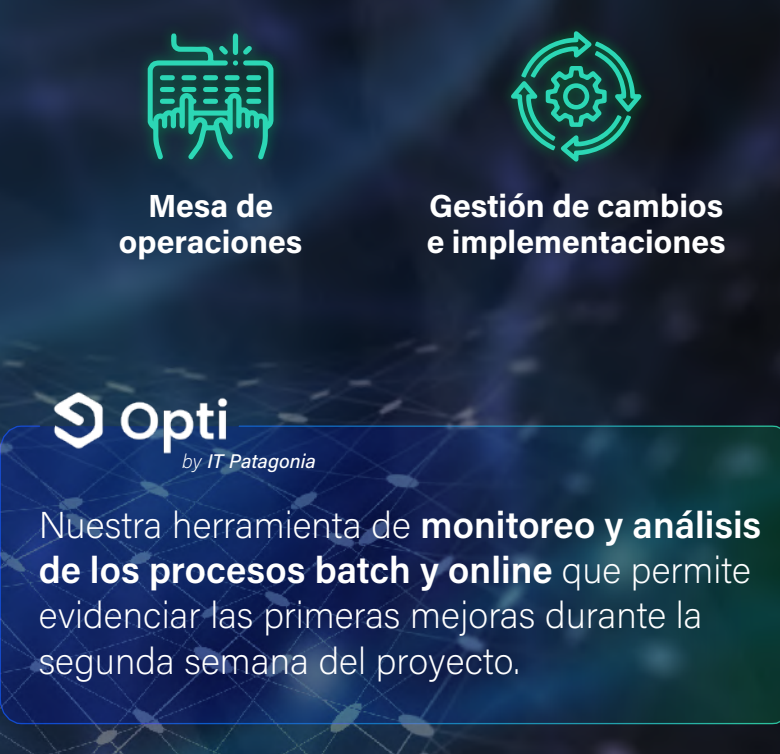 Mesa de
operaciones
Gestión de cambios
e implementaciones
Opti
by IT Patagonia
Nuestra herramienta de monitoreo y análisis
de los procesos batch y online que permite
evidenciar las primeras mejoras durante la
segunda semana del proyecto.